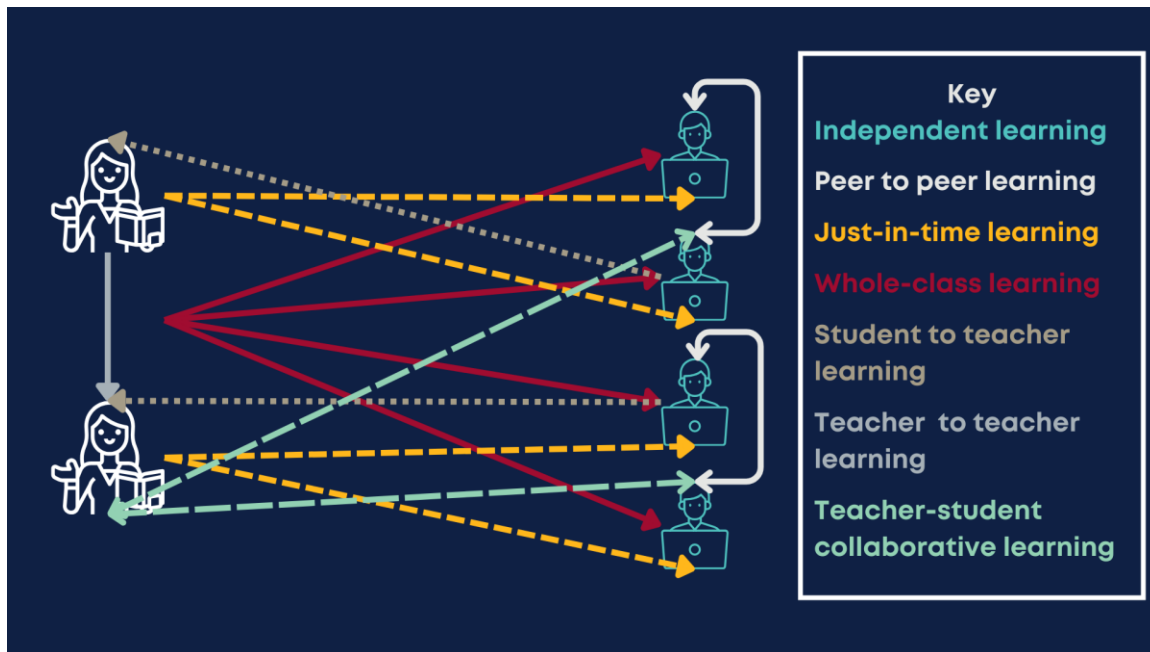 Key
Independent learning
Peer to peer learning
Just-in-time learning
Whole-class learning
Student to teacher
learning
Teacher to teacher
learning
Teacher-student
collaborative learning